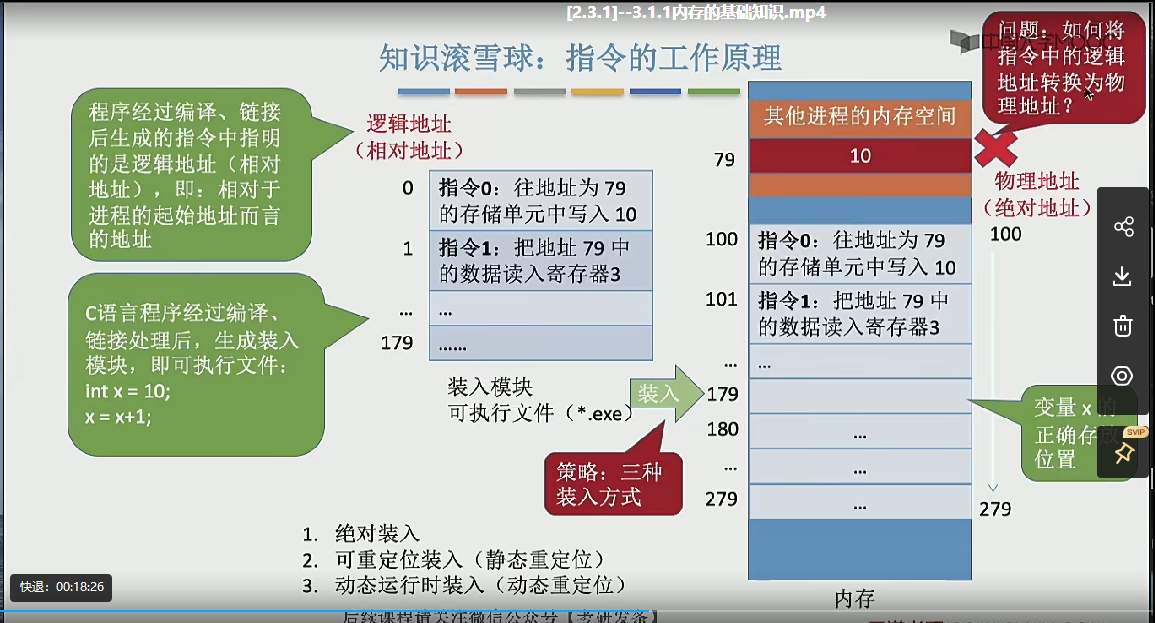 [2.3.1]--3.1.1内存的基础知识.mp4
知识滚雪球：指令的工作原理
问题：如何将
指令中的逻辑
地址转换为物
理地址？
程序经过编译、链接
后生成的指令中指明
的是逻辑地址（相对
地址），即：相对于
进程的起始地址而言
的地址
C语言程序经过编译、
链接处理后，生成装入
模块，即可执行文件：
int x = 10;
x = x+1;
逻辑地址
（相对地址）
0
指令0：往地址为 79
的存储单元中写入 10
1
指令1：把地址 79 中
的数据读入寄存器3
...
...
179
......
装入模块
可执行文件（*.exe）
装入
策略：三种
装入方式
其他进程的内存空间
79
10
100
指令0：往地址为 79
的存储单元中写入 10
101
指令1：把地址 79 中
的数据读入寄存器3
...
...
179
180
...
...
...
279
...
内存
物理地址
（绝对地址）
100
279
变量 x 的
正确存放
位置
SVIP
1. 绝对装入
2. 可重定位装入（静态重定位）
3. 动态运行时装入（动态重定位）
快退：00:18:26
后续课程请关注微信公众号【考研发条】